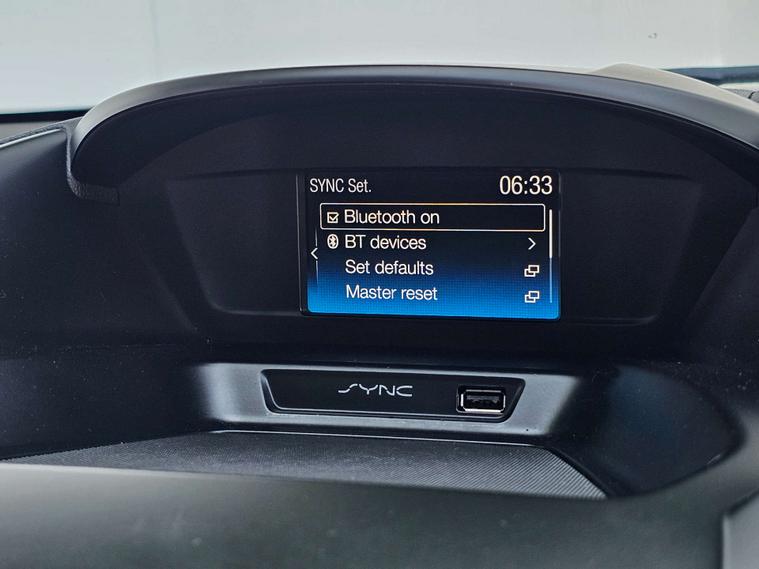 SYNC Set. 06:33
Bluetooth on
BT devices
Set defaults
Master reset
SYNC